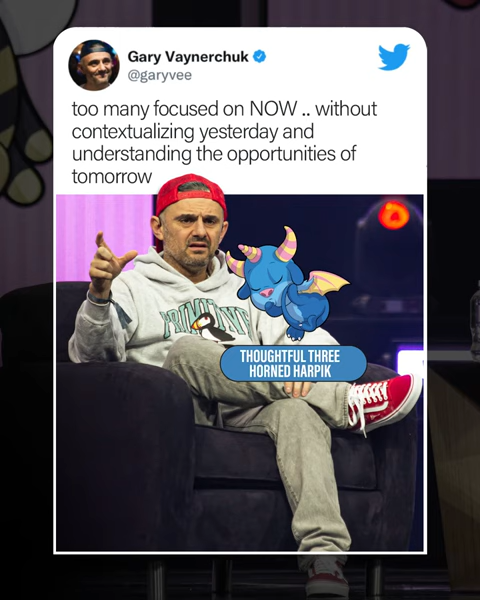 Gary Vaynerchuk
@garyvee
too many focused on NOW .. without
contextualizing yesterday and
understanding the opportunities of
tomorrow
PRIMITIVE
THOUGHTFUL THREE
HORNED HARPIK